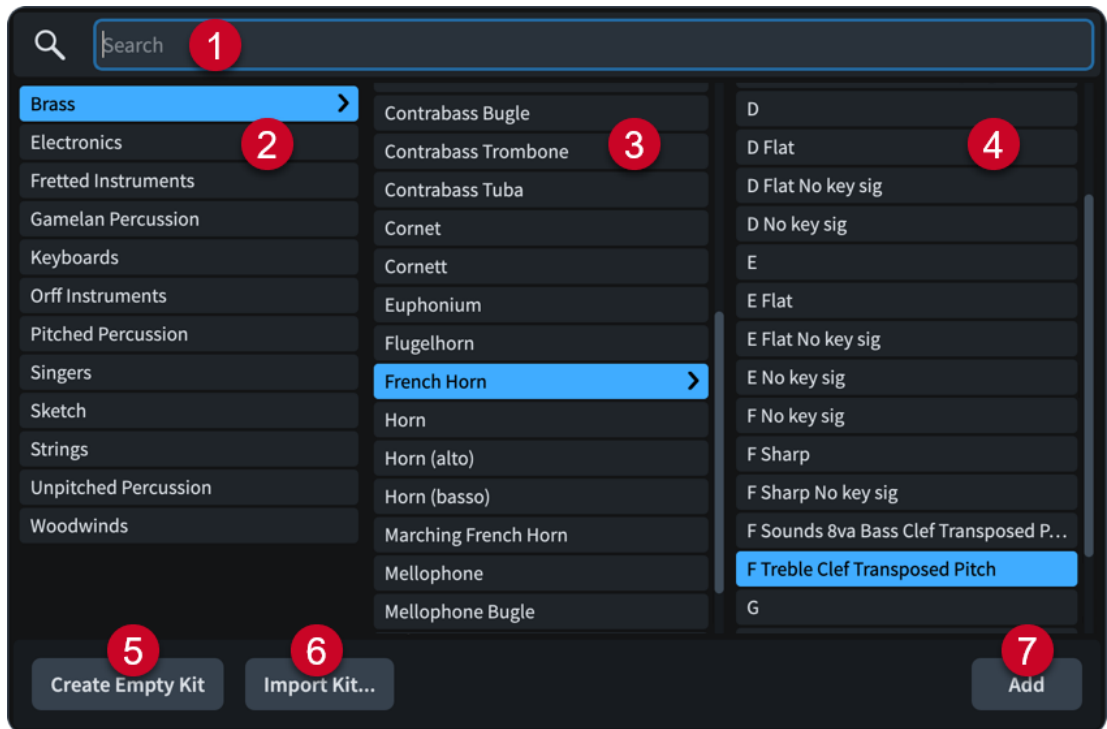 Search
1
Brass
2
Electronics
Fretted Instruments
Gamelan Percussion
Keyboards
Orff Instruments
Pitched Percussion
Singers
Sketch
Strings
Unpitched Percussion
Woodwinds
3
Contrabass Bugle
Contrabass Trombone
Contrabass Tuba
Cornet
Cornett
Euphonium
Flugelhorn
French Horn
Horn
Horn (alto)
Horn (basso)
Marching French Horn
Mellophone
Mellophone Bugle
4
D
D Flat
D Flat No key sig
D No key sig
E
E Flat
E Flat No key sig
E No key sig
F No key sig
F Sharp
F Sharp No key sig
F Sounds 8va Bass Clef Transposed P...
F Treble Clef Transposed Pitch
G
5
Create Empty Kit
6
Import Kit...
7
Add